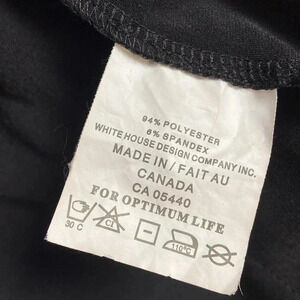 94% POLYESTER
6% SPANDEX
WHITE HOUSE DESIGN COMPANY INC.
MADE IN / FAIT AU
CANADA
CA 05440
FOR OPTIMUM LIFE
30 C
Cl
110°C